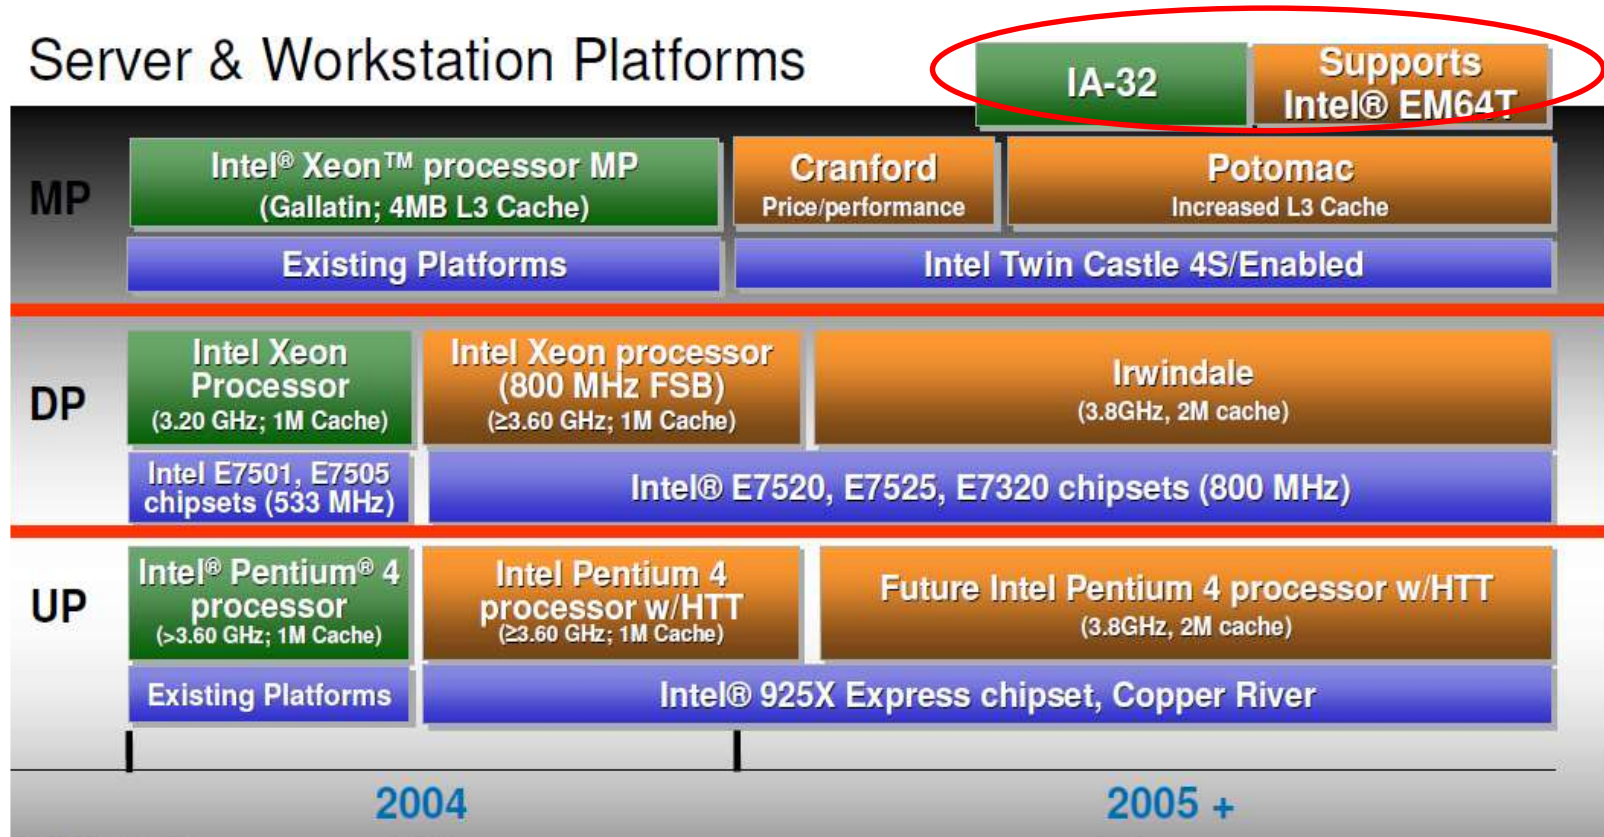 Server & Workstation Platforms
IA-32
Supports
Intel® EM64T
MP
Intel® Xeon™ processor MP
(Gallatin; 4MB L3 Cache)
Cranford
Price/performance
Potomac
Increased L3 Cache
Existing Platforms
Intel Twin Castle 4S/Enabled
DP
Intel Xeon
Processor
(3.20 GHz; 1M Cache)
Intel Xeon processor
(800 MHz FSB)
(≥3.60 GHz; 1M Cache)
Irwindale
(3.8GHz, 2M cache)
Intel E7501, E7505
chipsets (533 MHz)
Intel® E7520, E7525, E7320 chipsets (800 MHz)
UP
Intel® Pentium® 4
processor
(>3.60 GHz; 1M Cache)
Intel Pentium 4
processor w/HTT
(≥3.60 GHz; 1M Cache)
Future Intel Pentium 4 processor w/HTT
(3.8GHz, 2M cache)
Existing Platforms
Intel® 925X Express chipset, Copper River
2004
2005 +